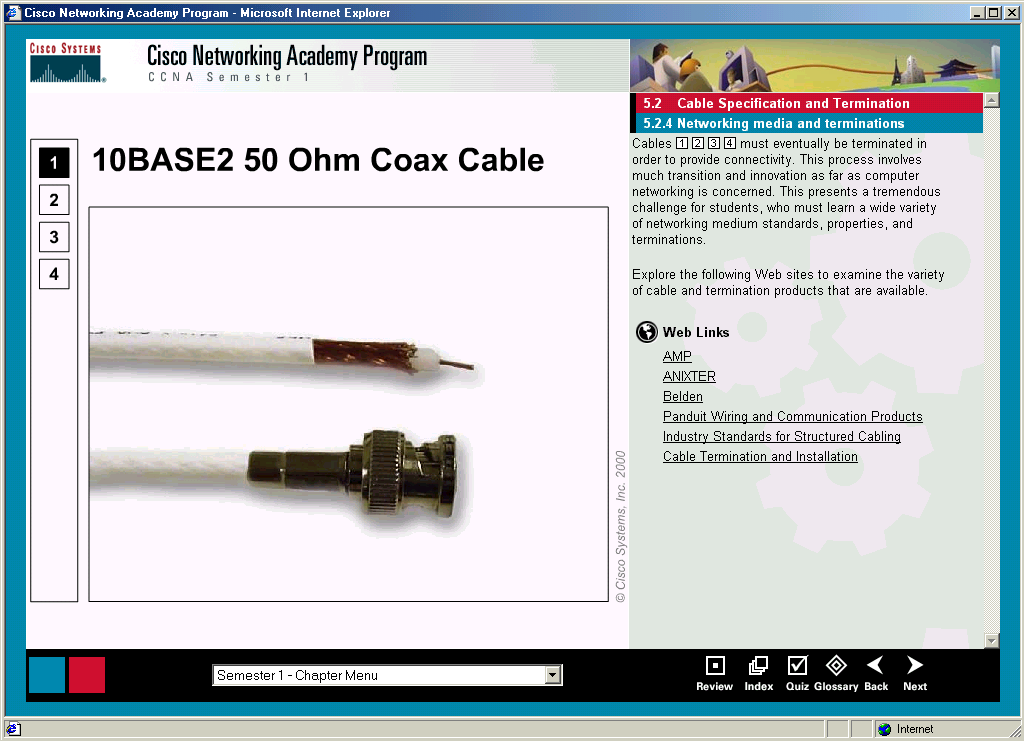 Cisco Networking Academy Program - Microsoft Internet Explorer
CISCO SYSTEMS
Cisco Networking Academy Program
CCNA Semester 1
5.2 Cable Specification and Termination
5.2.4 Networking media and terminations
1
2
3
4
10BASE2 50 Ohm Coax Cable
© Cisco Systems, Inc. 2000
Cables 1 2 3 4 must eventually be terminated in
order to provide connectivity. This process involves
much transition and innovation as far as computer
networking is concerned. This presents a tremendous
challenge for students, who must learn a wide variety
of networking medium standards, properties, and
terminations.
Explore the following Web sites to examine the variety
of cable and termination products that are available.
Web Links
AMP
ANIXTER
Belden
Panduit Wiring and Communication Products
Industry Standards for Structured Cabling
Cable Termination and Installation
Semester 1 - Chapter Menu
Review Index Quiz Glossary Back Next
Internet